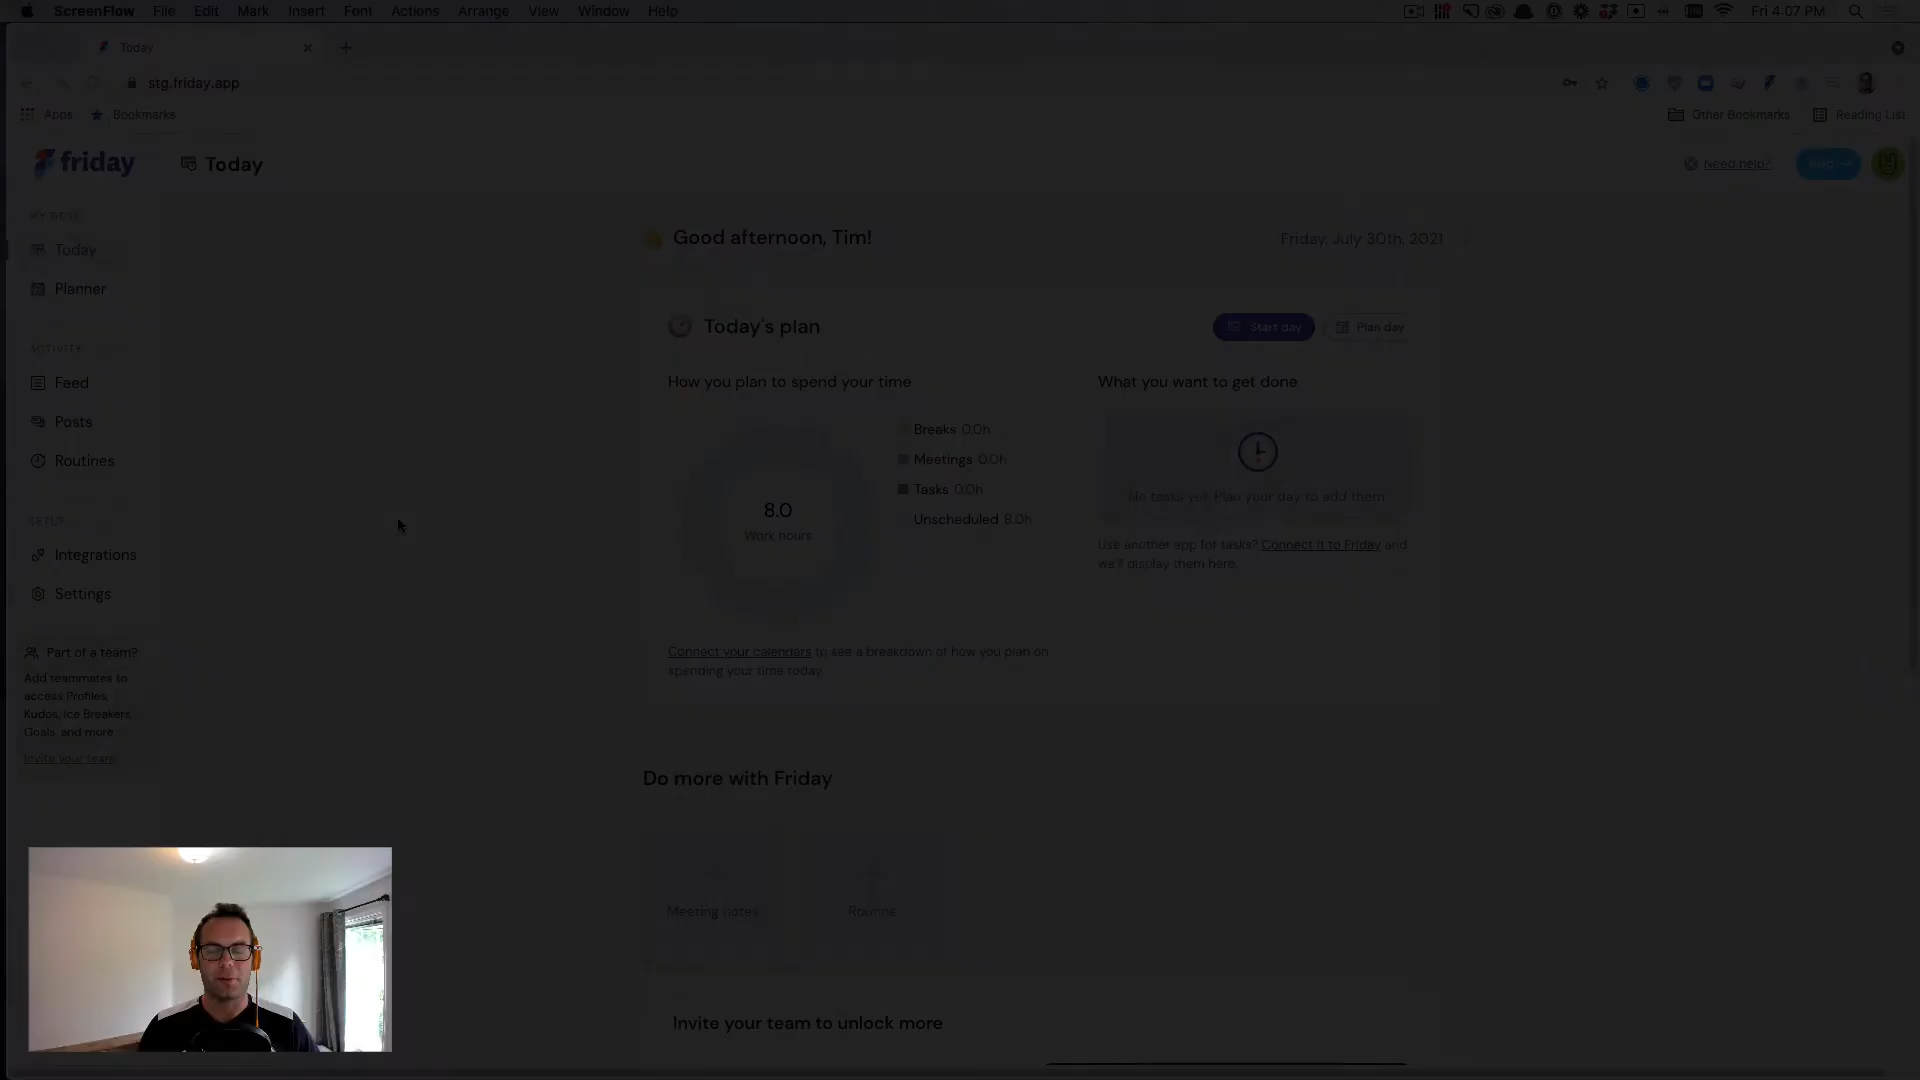 ScreenFlow File Edit Mark Insert Font Actions Arrange View Window Help Fri 4:07 PM
Today
stg.friday.app
Apps Bookmarks Other Bookmarks Reading List
friday Today Need help?
MY DESK
Today
Planner
ACTIVITY
Feed
Posts
Routines
SETUP
Integrations
Settings
Part of a team?
Add teammates to
access Profiles,
Kudos, Ice Breakers,
Goals, and more.
Invite your team
Good afternoon, Tim! Friday, July 30th, 2021
Today's plan Start day Plan day
How you plan to spend your time
8.0
Work hours
Breaks 0.0h
Meetings 0.0h
Tasks 0.0h
Unscheduled 8.0h
Connect your calendars to see a breakdown of how you plan on
spending your time today.
What you want to get done
No tasks yet. Plan your day to add them.
Use another app for tasks? Connect it to Friday and
we'll display them here.
Do more with Friday
Meeting notes
Routine
Invite your team to unlock more